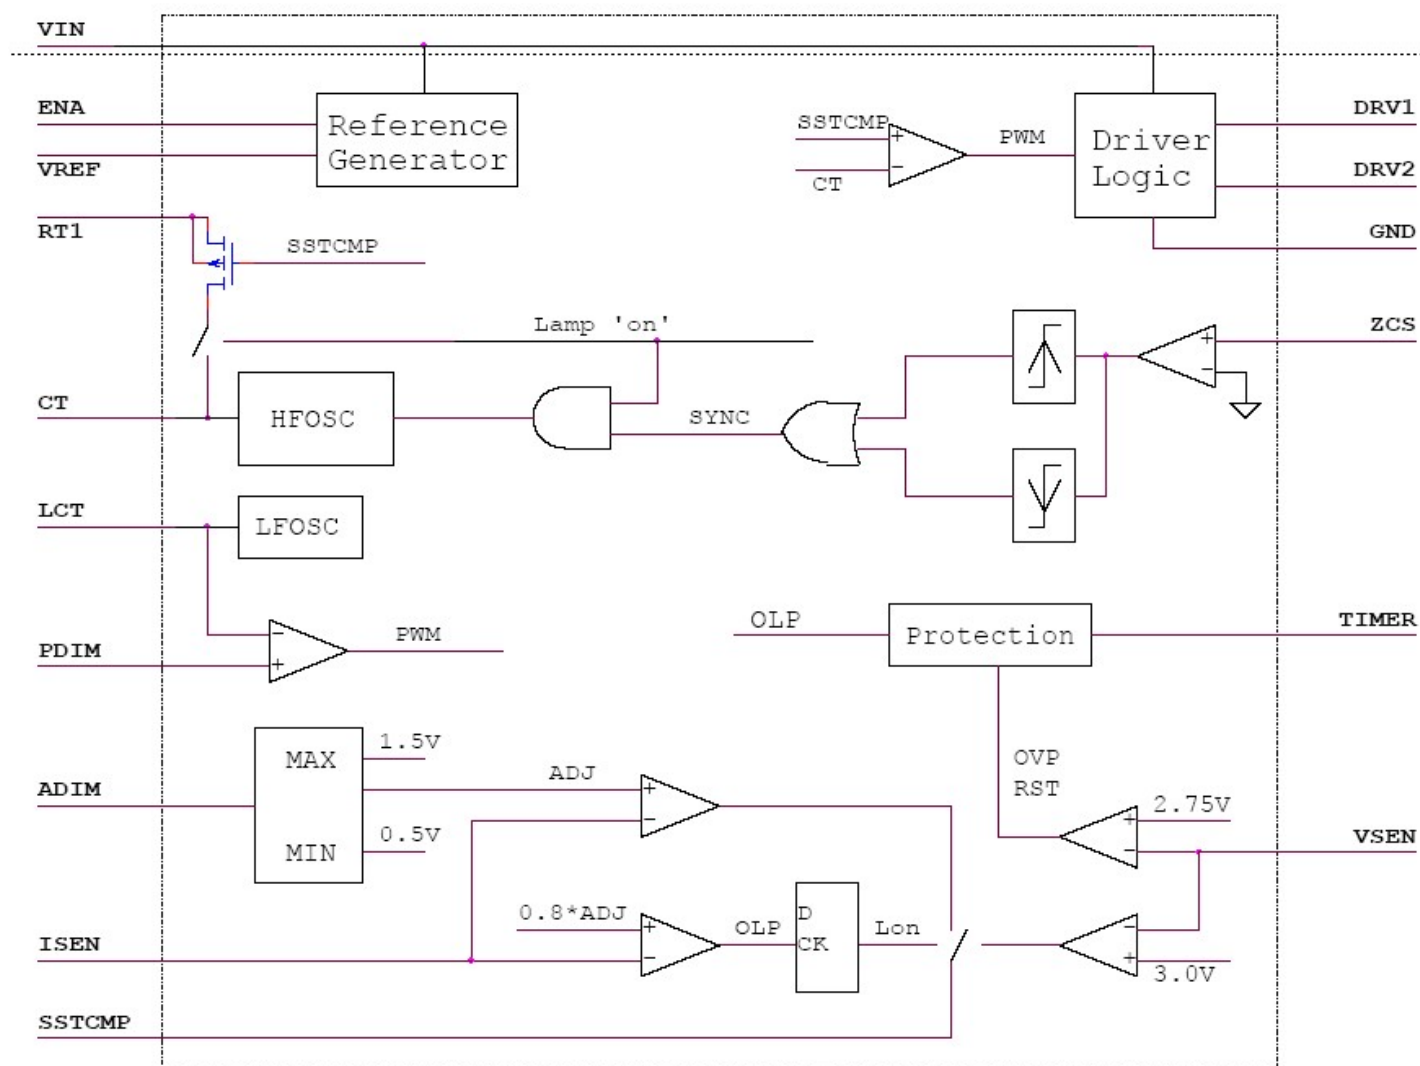 VIN
ENA
Reference
Generator
VREF
SSTCMP
+
−
CT
PWM
Driver
Logic
DRV1
DRV2
GND
RT1
SSTCMP
Lamp 'on'
ZCS
+
−
CT
HFOSC
SYNC
LCT
LFOSC
−
+
PWM
PDIM
OLP
Protection
TIMER
MAX
1.5V
ADJ
+
−
ADIM
MIN
0.5V
OVP
RST
2.75V
+
−
VSEN
0.8*ADJ
+
−
OLP
D
CK
Lon
−
+
3.0V
ISEN
SSTCMP